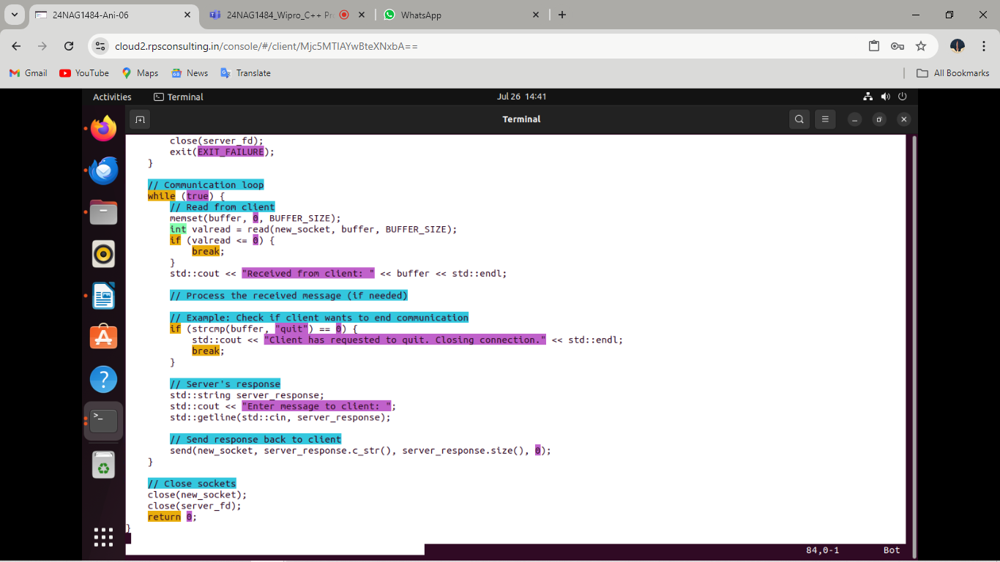 24NAG1484-Ani-06
24NAG1484_Wipro_C++ Pr
WhatsApp
cloud2.rpsconsulting.in/console/#/client/Mjc5MTIAYwBteXNxbA==
Gmail
YouTube
Maps
News
Translate
All Bookmarks
Activities
Terminal
Jul 26 14:41
Terminal
close(server_fd);
exit(EXIT_FAILURE);
}
// Communication loop
while (true) {
// Read from client
memset(buffer, 0, BUFFER_SIZE);
int valread = read(new_socket, buffer, BUFFER_SIZE);
if (valread <= 0) {
break;
}
std::cout << "Received from client: " << buffer << std::endl;
// Process the received message (if needed)
// Example: Check if client wants to end communication
if (strcmp(buffer, "quit") == 0) {
std::cout << "Client has requested to quit. Closing connection." << std::endl;
break;
}
// Server's response
std::string server_response;
std::cout << "Enter message to client: ";
std::getline(std::cin, server_response);
// Send response back to client
send(new_socket, server_response.c_str(), server_response.size(), 0);
}
// Close sockets
close(new_socket);
close(server_fd);
return 0;
}
84,0-1
Bot